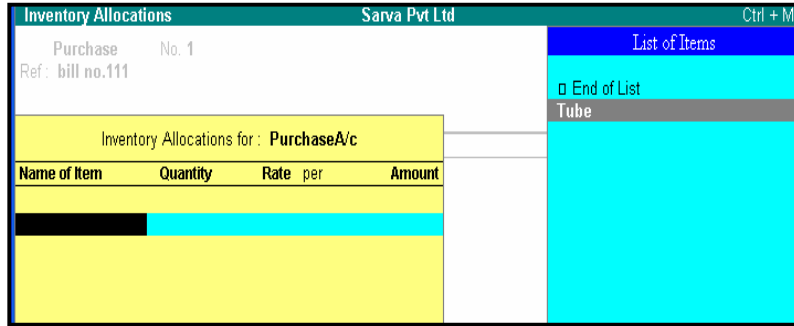 Inventory Allocations Sarva Pvt Ltd Ctrl + M
Purchase No. 1
Ref : bill no.111
Inventory Allocations for : PurchaseA/c
Name of Item Quantity Rate per Amount
List of Items
End of List
Tube